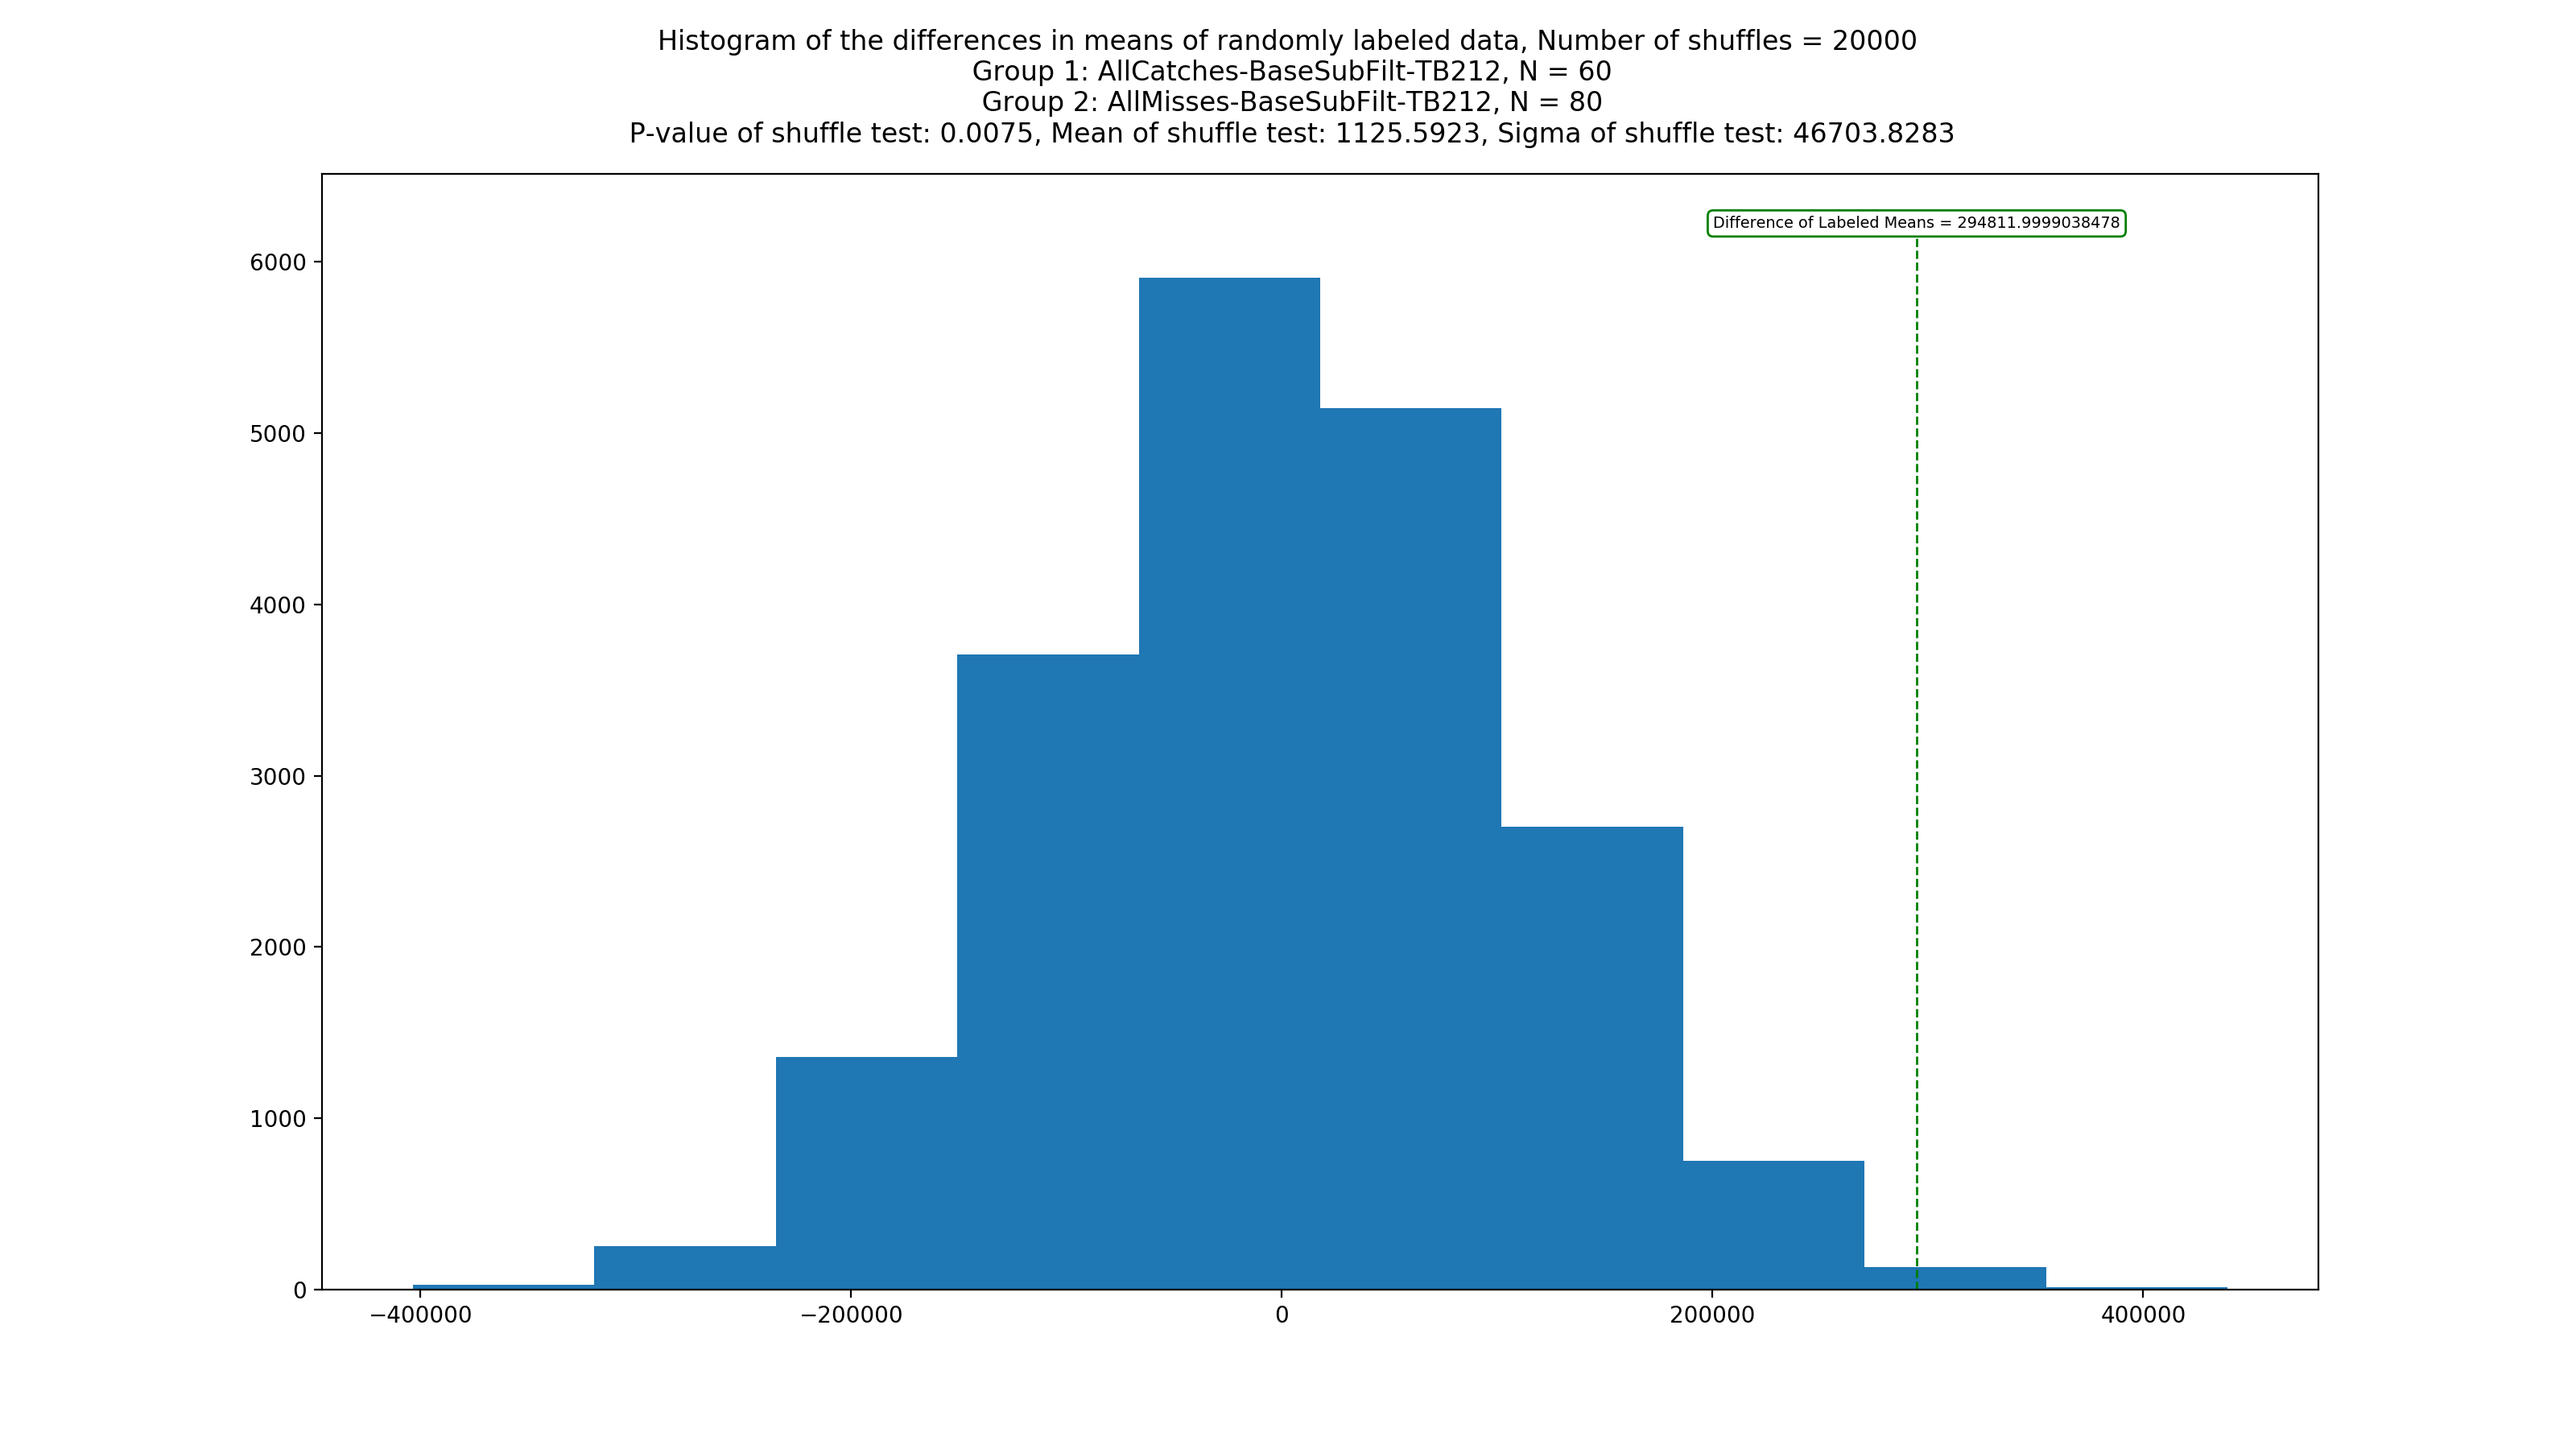 Histogram of the differences in means of randomly labeled data, Number of shuffles = 20000
Group 1: AllCatches-BaseSubFilt-TB212, N = 60
Group 2: AllMisses-BaseSubFilt-TB212, N = 80
P-value of shuffle test: 0.0075, Mean of shuffle test: 1125.5923, Sigma of shuffle test: 46703.8283
Difference of Labeled Means = 294811.9999038478
6000
5000
4000
3000
2000
1000
0
−400000
−200000
0
200000
400000